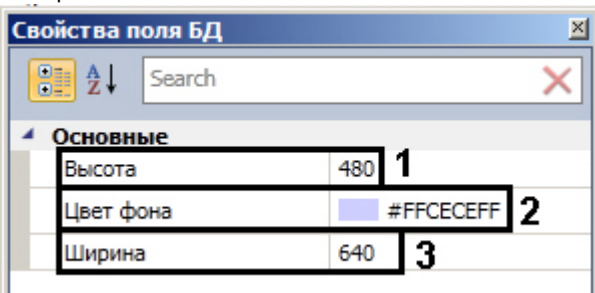 Свойства поля БД
A
Z
Search
Основные
Высота 480 1
Цвет фона #FFCECEFF 2
Ширина 640 3